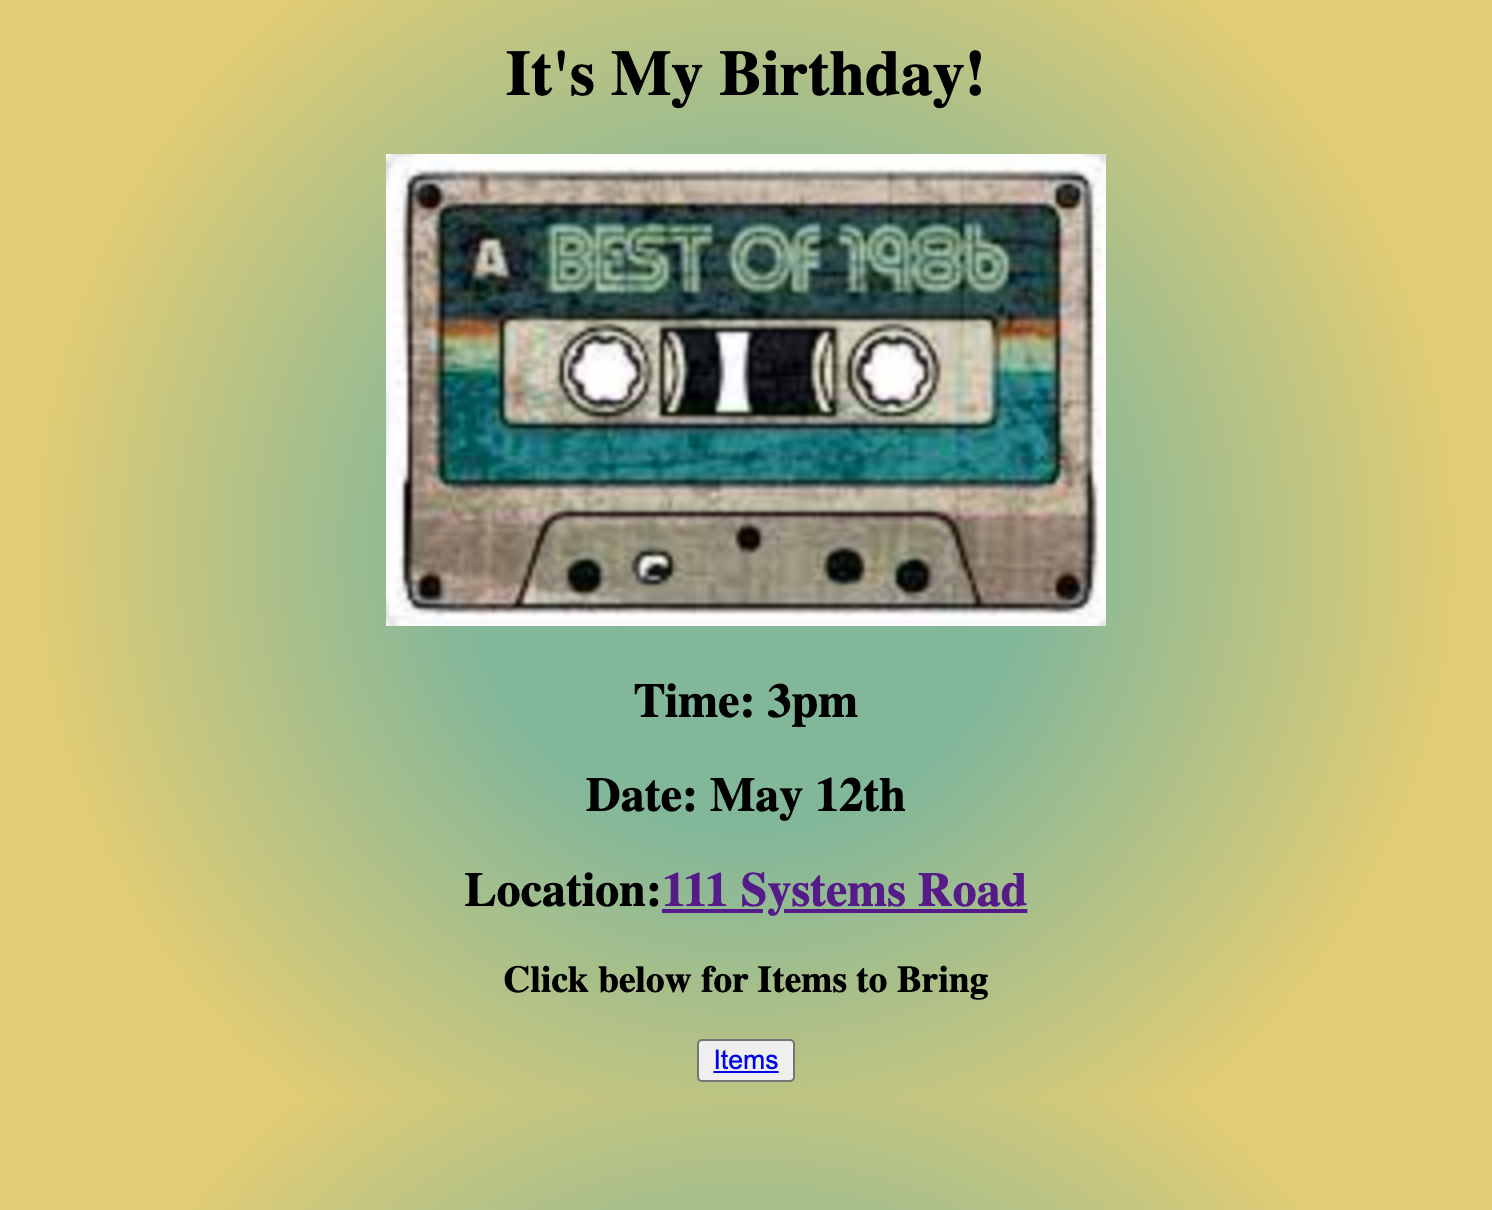 It's My Birthday!
A BEST OF 1986
Time: 3pm
Date: May 12th
Location:111 Systems Road
Click below for Items to Bring
Items